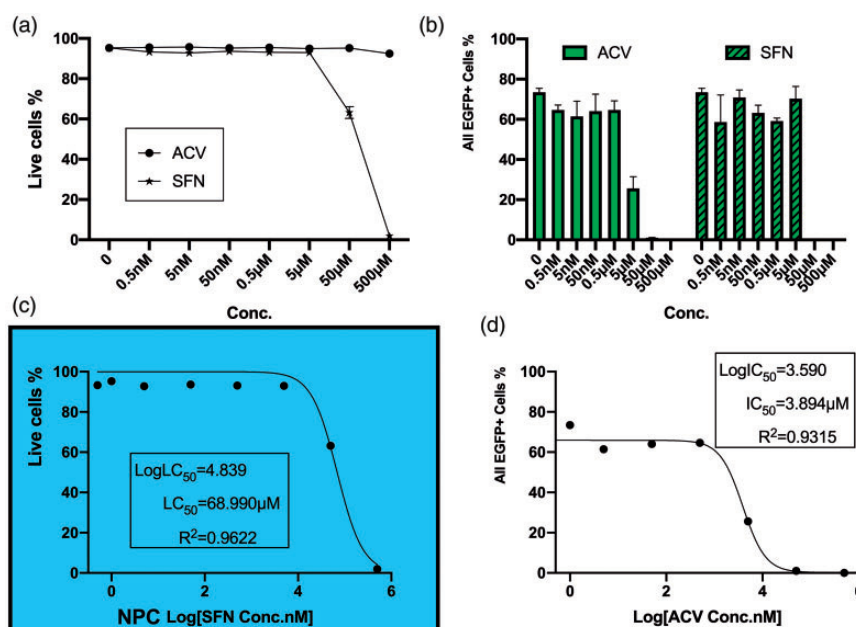 (a)
Live cells %
100
80
60
40
20
0
ACV
SFN
0
0.5nM
5nM
50nM
0.5µM
5µM
50µM
500µM
Conc.
(b)
All EGFP+ Cells %
100
80
60
40
20
0
ACV
SFN
0
0.5nM
5nM
50nM
0.5µM
5µM
50µM
500µM
0
0.5nM
5nM
50nM
0.5µM
5µM
50µM
500µM
Conc.
(c)
Live cells %
100
80
60
40
20
0
LogLC50=4.839
LC50=68.990µM
R2=0.9622
0 2 4 6
NPC Log[SFN Conc.nM]
(d)
All EGFP+ Cells %
100
80
60
40
20
0
LogIC50=3.590
IC50=3.894µM
R2=0.9315
0 2 4 6
Log[ACV Conc.nM]